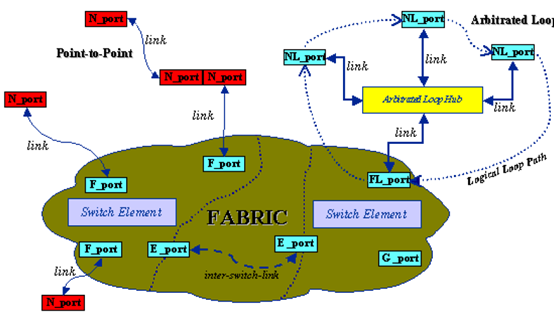 N_port
link
Point-to-Point
N_port N_port
N_port
link
link
F_port
F_port
Switch Element
FABRIC
F_port
E_port
E_port
inter-switch-link
link
N_port
NL_port
Arbitrated Loop
NL_port
link
link
NL_port
Arbitrated Loop Hub
link
link
Logical Loop Path
FL_port
Switch Element
G_port